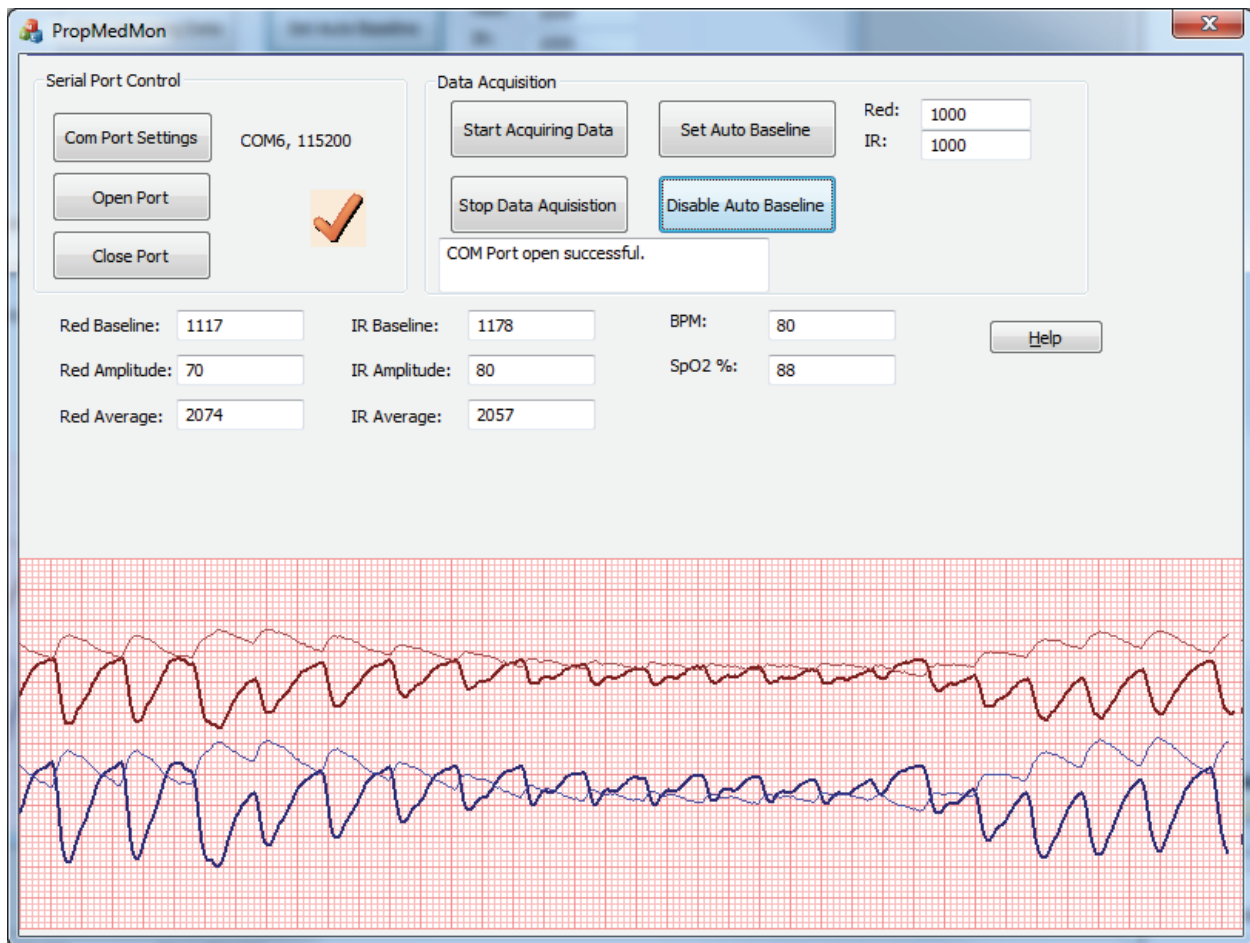 PropMedMon
Serial Port Control
Com Port Settings
COM6, 115200
Open Port
Close Port
Data Acquisition
Start Acquiring Data
Set Auto Baseline
Red: 1000
IR: 1000
Stop Data Aquisistion
Disable Auto Baseline
COM Port open successful.
Red Baseline: 1117
IR Baseline: 1178
BPM: 80
Help
Red Amplitude: 70
IR Amplitude: 80
SpO2 %: 88
Red Average: 2074
IR Average: 2057